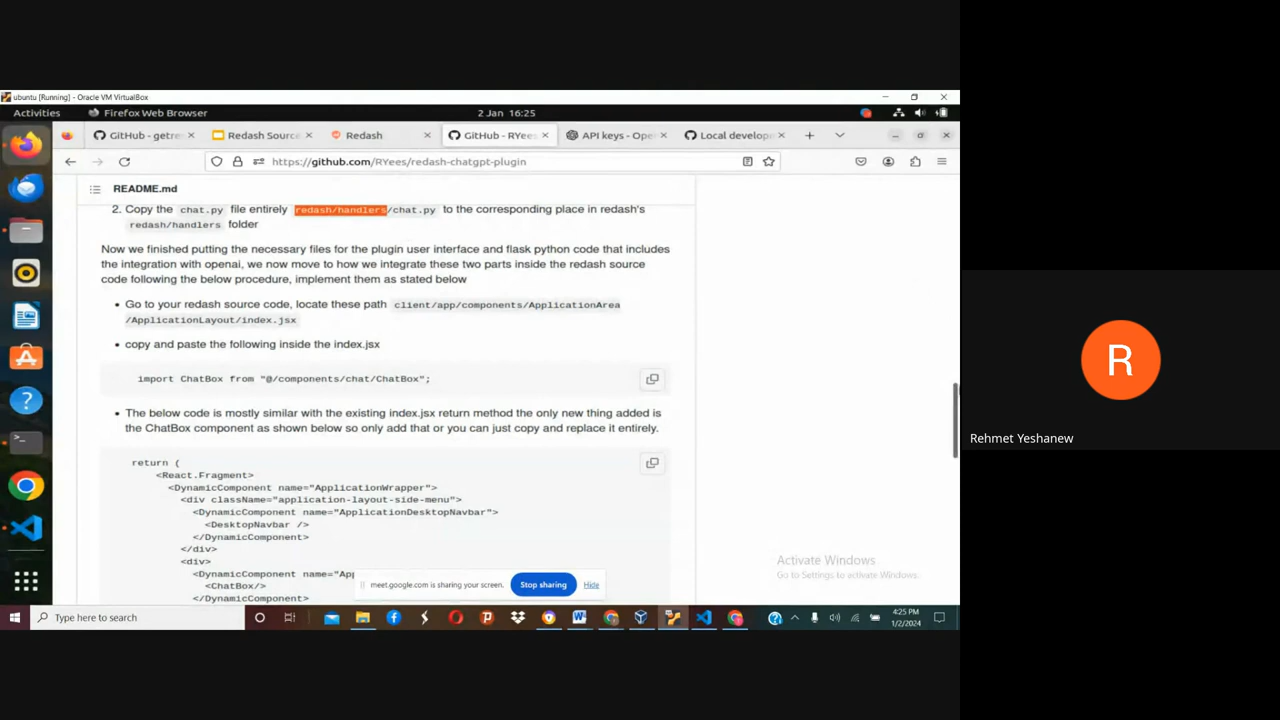 ubuntu [Running] - Oracle VM VirtualBox
Activities
Firefox Web Browser
2 Jan 16:25
GitHub - getre
Redash Source
Redash
GitHub - RYees
API keys - Open
Local develop
https://github.com/RYees/redash-chatgpt-plugin
README.md
2. Copy the chat.py file entirely redash/handlers/chat.py to the corresponding place in redash's
redash/handlers folder
Now we finished putting the necessary files for the plugin user interface and flask python code that includes
the integration with openai, we now move to how we integrate these two parts inside the redash source
code following the below procedure, implement them as stated below
• Go to your redash source code, locate these path client/app/components/ApplicationArea
/ApplicationLayout/index.jsx
• copy and paste the following inside the index.jsx
import ChatBox from "@/components/chat/ChatBox";
• The below code is mostly similar with the existing index.jsx return method the only new thing added is
the ChatBox component as shown below so only add that or you can just copy and replace it entirely.
return (
<React.Fragment>
<DynamicComponent name="ApplicationWrapper">
<div className="application-layout-side-menu">
<DynamicComponent name="ApplicationDesktopNavbar">
<DesktopNavbar />
</DynamicComponent>
</div>
<div>
<DynamicComponent name="Ap
<ChatBox/>
</DynamicComponent>
meet.google.com is sharing your screen.
Stop sharing
Hide
Activate Windows
Go to Settings to activate Windows.
Type here to search
4:25 PM
1/2/2024
R
Rehmet Yeshanew